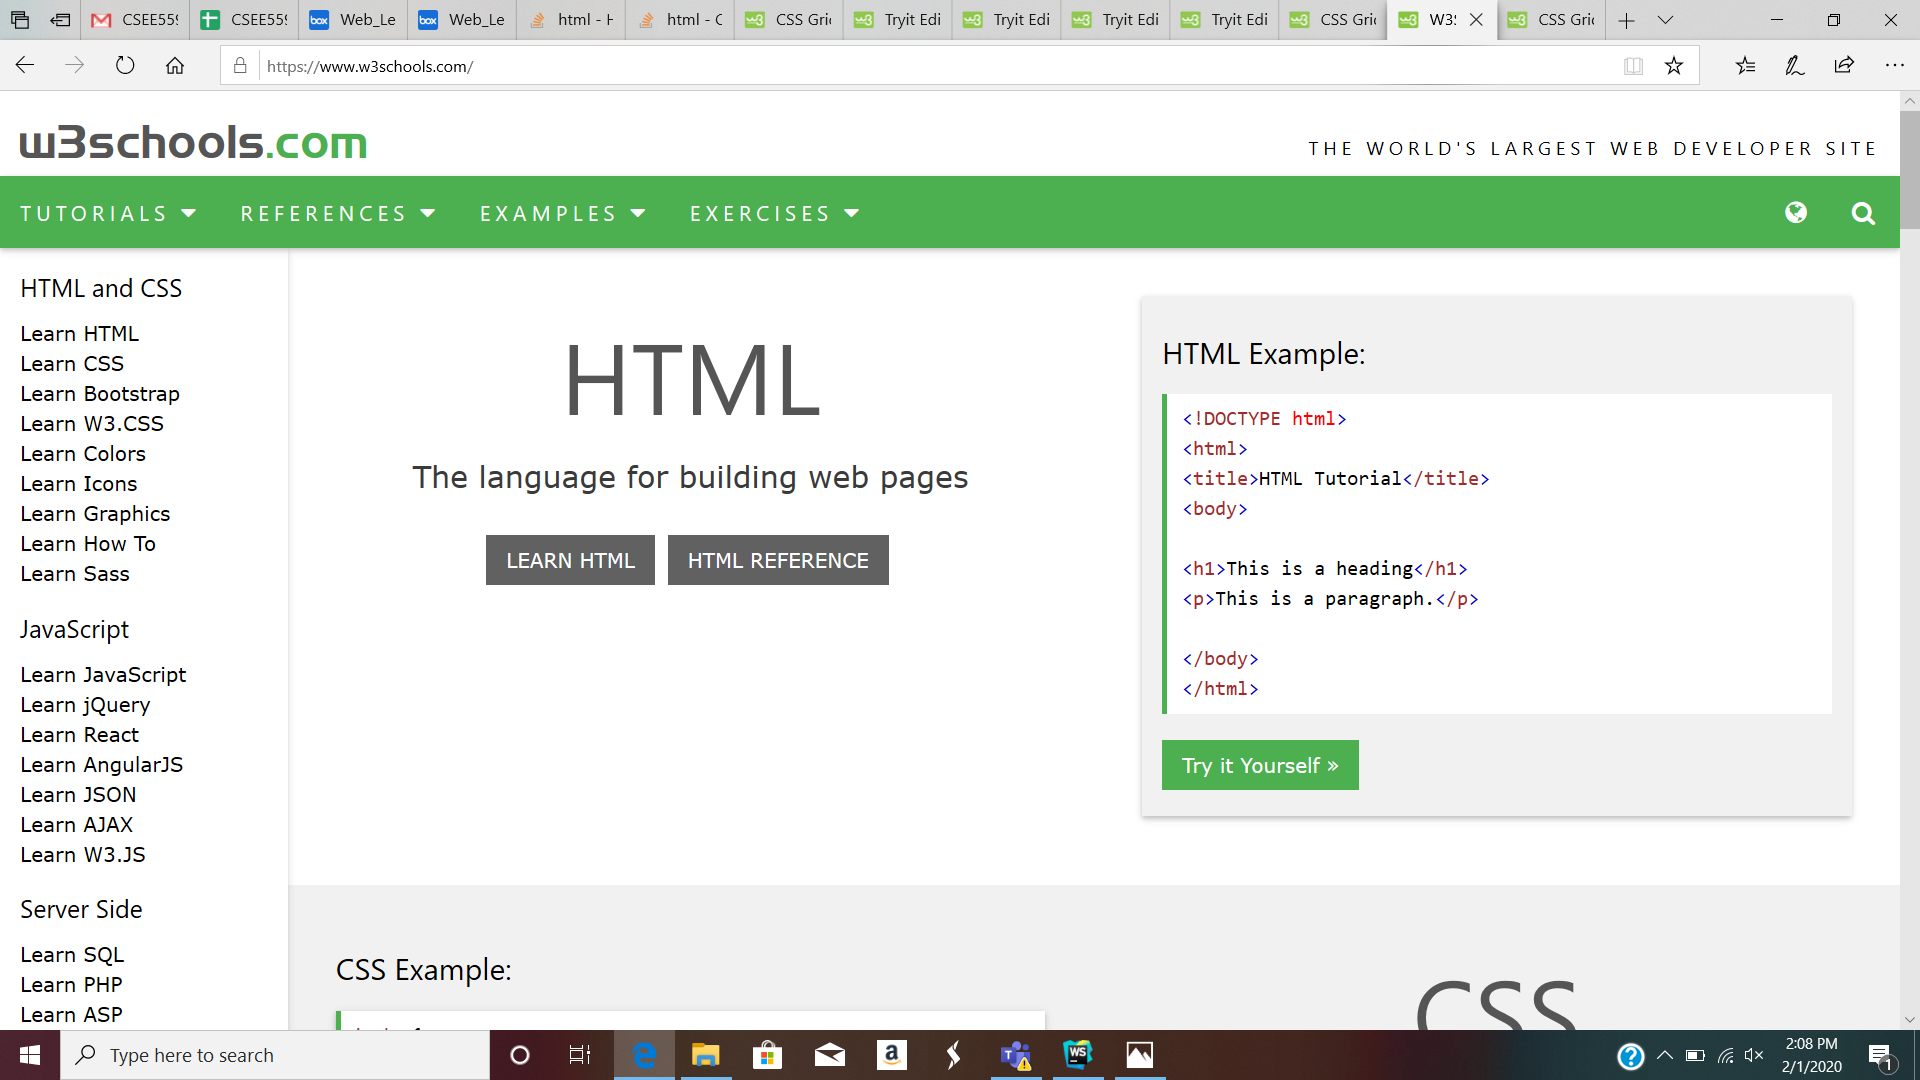 CSEE559
CSEE559
Web_Le
Web_Le
html - H
html - C
CSS Gri
Tryit Edi
Tryit Edi
Tryit Edi
Tryit Edi
CSS Gri
W3S
CSS Gri
https://www.w3schools.com/
w3schools.com
THE WORLD'S LARGEST WEB DEVELOPER SITE
TUTORIALS REFERENCES EXAMPLES EXERCISES
HTML and CSS
Learn HTML
Learn CSS
Learn Bootstrap
Learn W3.CSS
Learn Colors
Learn Icons
Learn Graphics
Learn How To
Learn Sass
JavaScript
Learn JavaScript
Learn jQuery
Learn React
Learn AngularJS
Learn JSON
Learn AJAX
Learn W3.JS
Server Side
Learn SQL
Learn PHP
Learn ASP
HTML
The language for building web pages
LEARN HTML
HTML REFERENCE
HTML Example:
<!DOCTYPE html>
<html>
<title>HTML Tutorial</title>
<body>
<h1>This is a heading</h1>
<p>This is a paragraph.</p>
</body>
</html>
Try it Yourself »
CSS Example:
CSS
Type here to search
2:08 PM
2/1/2020
1